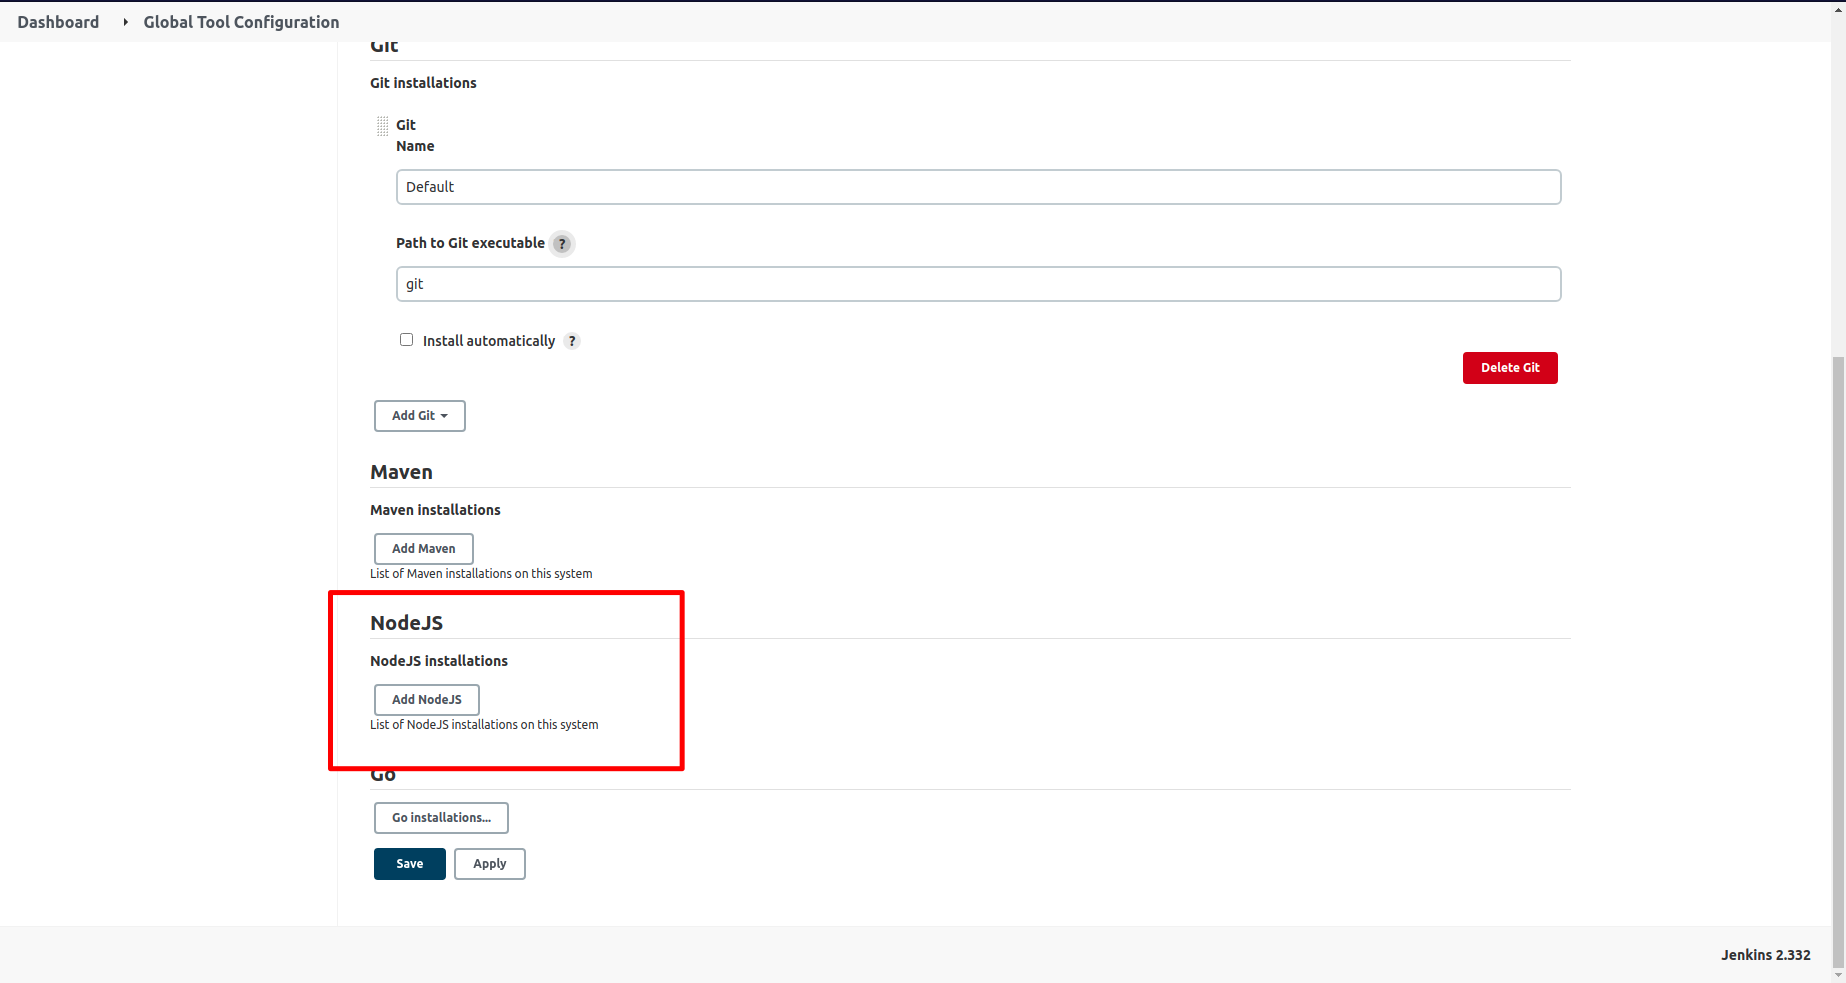 Dashboard Global Tool Configuration
Git
Git installations
Git
Name
Default
Path to Git executable ?
git
Install automatically ?
Delete Git
Add Git
Maven
Maven installations
Add Maven
List of Maven installations on this system
NodeJS
NodeJS installations
Add NodeJS
List of NodeJS installations on this system
Go
Go installations...
Save Apply
Jenkins 2.332